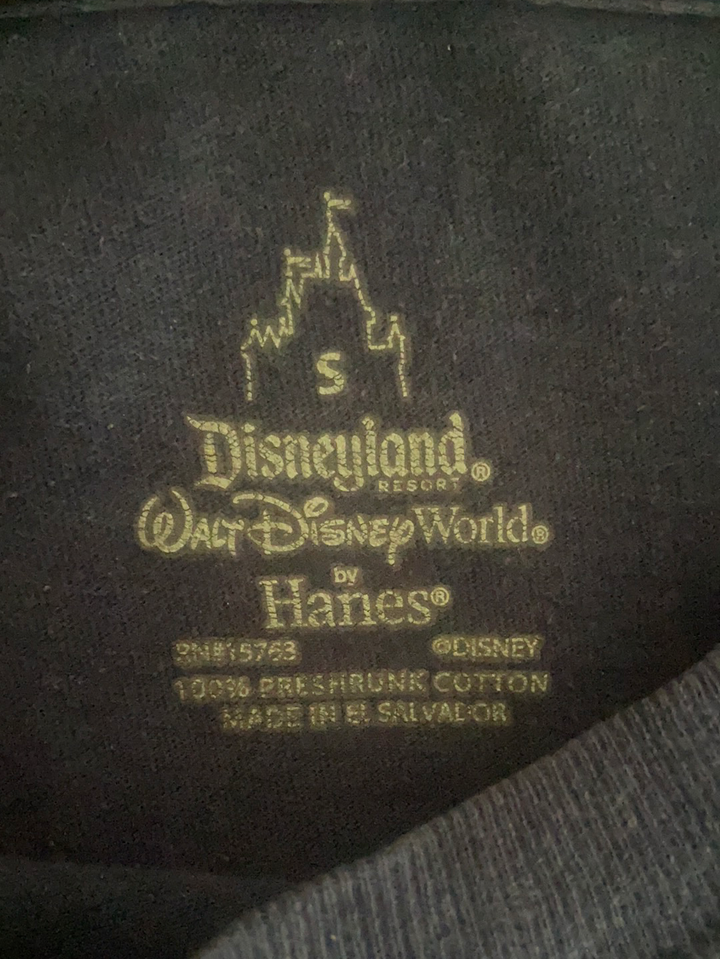 S
Disneyland®
RESORT
WALT DISNEY World®
by
Hanes®
RN#15763 ©DISNEY
100% PRESHRUNK COTTON
MADE IN EL SALVADOR